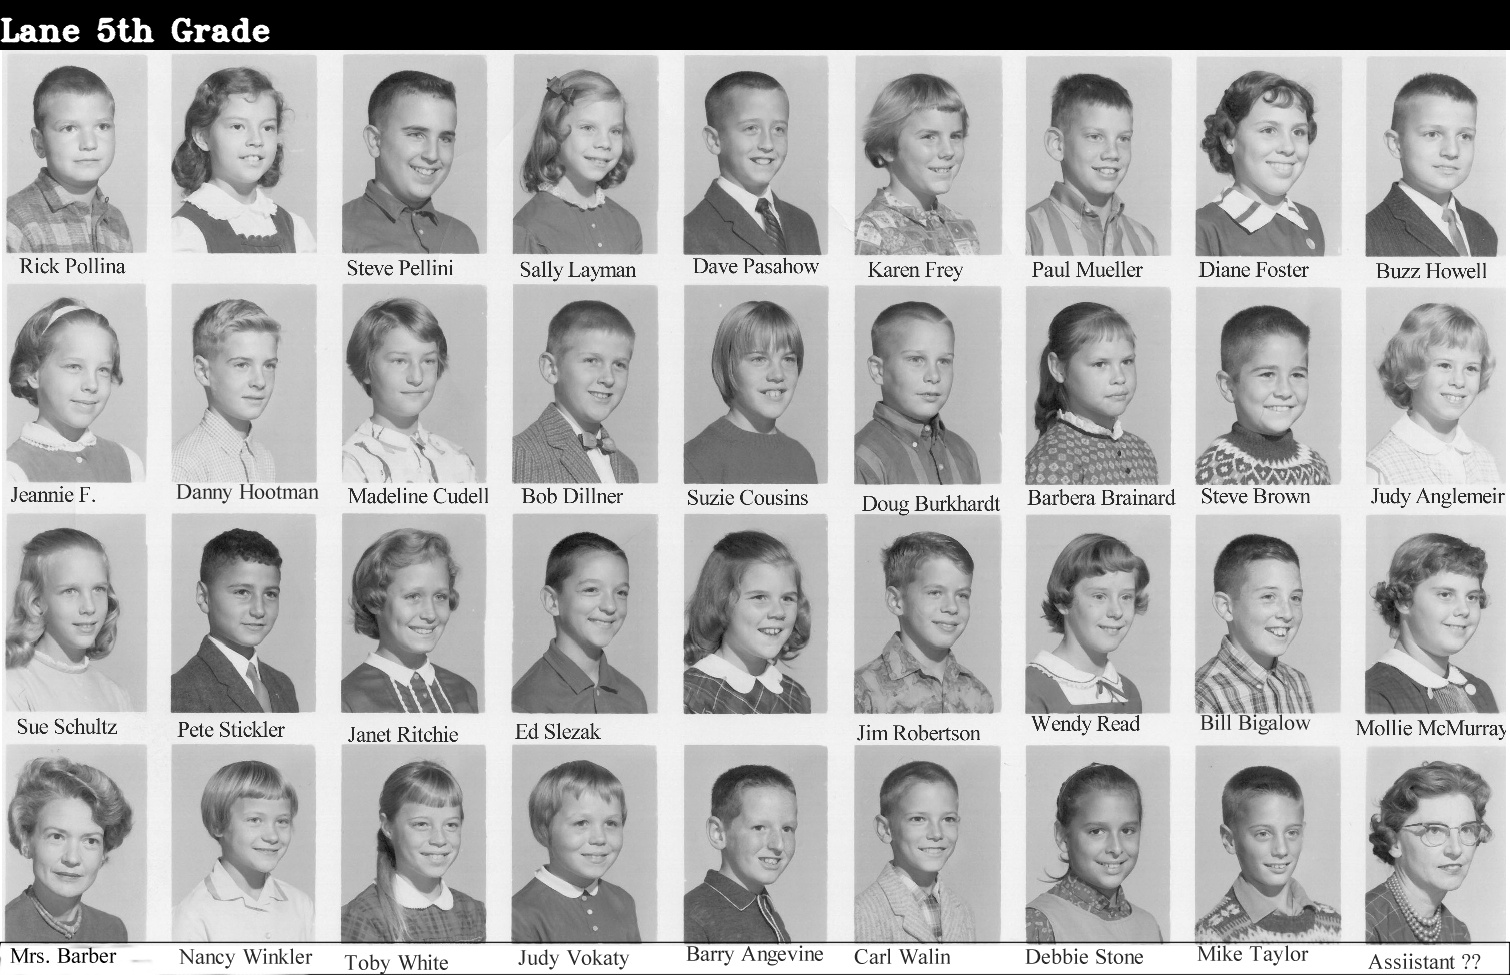 Lane 5th Grade
Rick Pollina Steve Pellini Sally Layman Dave Pasahow Karen Frey Paul Mueller Diane Foster Buzz Howell
Jeannie F. Danny Hootman Madeline Cudell Bob Dillner Suzie Cousins Doug Burkhardt Barbera Brainard Steve Brown Judy Anglemeir
Sue Schultz Pete Stickler Janet Ritchie Ed Slezak Jim Robertson Wendy Read Bill Bigalow Mollie McMurray
Mrs. Barber Nancy Winkler Toby White Judy Vokaty Barry Angevine Carl Walin Debbie Stone Mike Taylor Assiistant ??